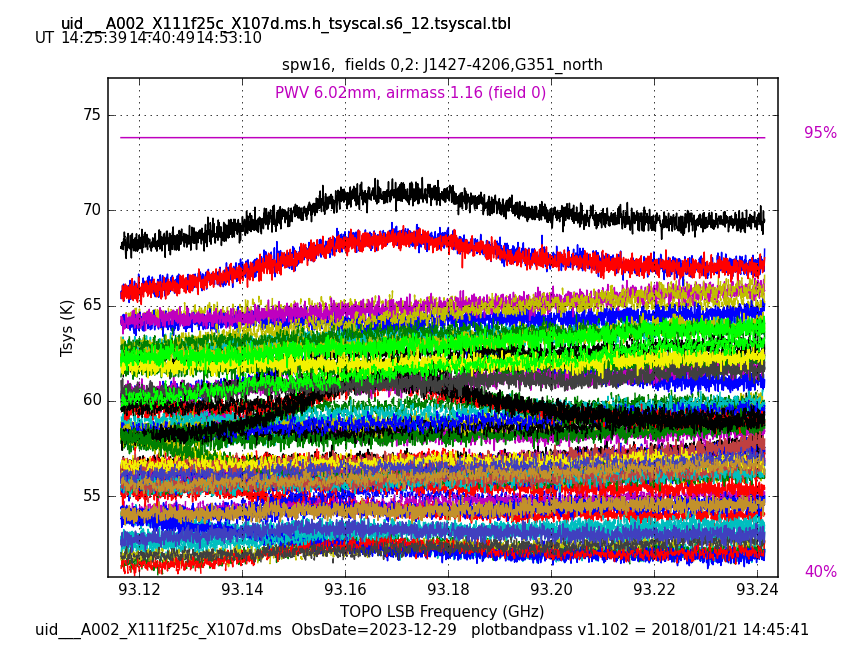 uid___A002_X111f25c_X107d.ms.h_tsyscal.s6_12.tsyscal.tbl
UT 14:25:39 14:40:49 14:53:10
spw16,  fields 0,2: J1427-4206,G351_north
PWV 6.02mm, airmass 1.16 (field 0)
95%
75
70
65
60
55
Tsys (K)
40%
93.12 93.14 93.16 93.18 93.20 93.22 93.24
TOPO LSB Frequency (GHz)
uid___A002_X111f25c_X107d.ms  ObsDate=2023-12-29   plotbandpass v1.102 = 2018/01/21 14:45:41